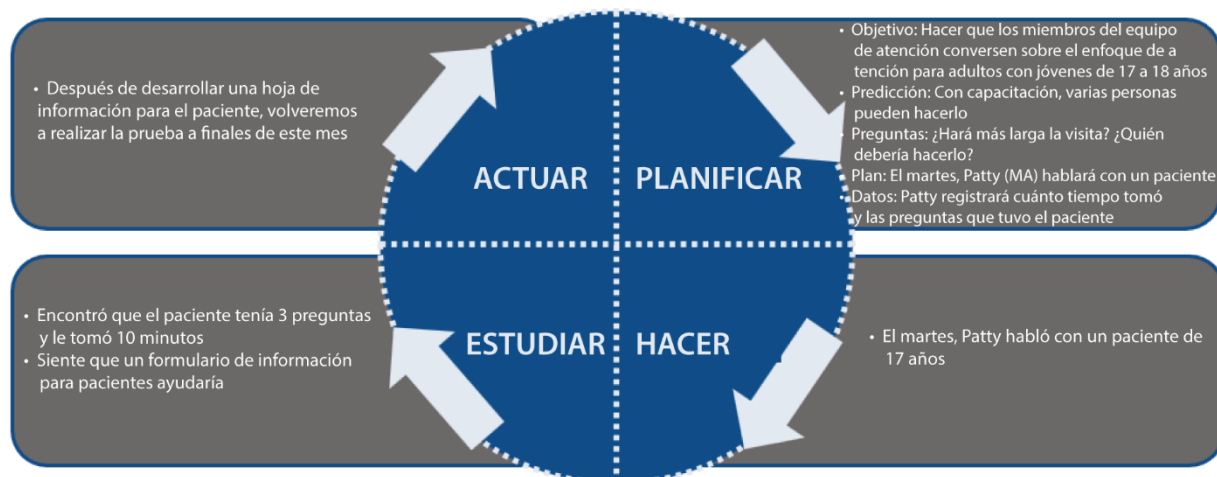 • Objetivo: Hacer que los miembros del equipo
de atención conversen sobre el enfoque de a
tención para adultos con jóvenes de 17 a 18 años
• Predicción: Con capacitación, varias personas
pueden hacerlo
• Preguntas: ¿Hará más larga la visita? ¿Quién
debería hacerlo?
Plan: El martes, Patty (MA) hablará con un paciente
• Datos: Patty registrará cuánto tiempo tomó
y las preguntas que tuvo el paciente
PLANIFICAR
HACER
• El martes, Patty habló con un paciente de
17 años
ESTUDIAR
• Encontró que el paciente tenía 3 preguntas
y le tomó 10 minutos
• Siente que un formulario de información
para pacientes ayudaría
ACTUAR
• Después de desarrollar una hoja de
información para el paciente, volveremos
a realizar la prueba a finales de este mes